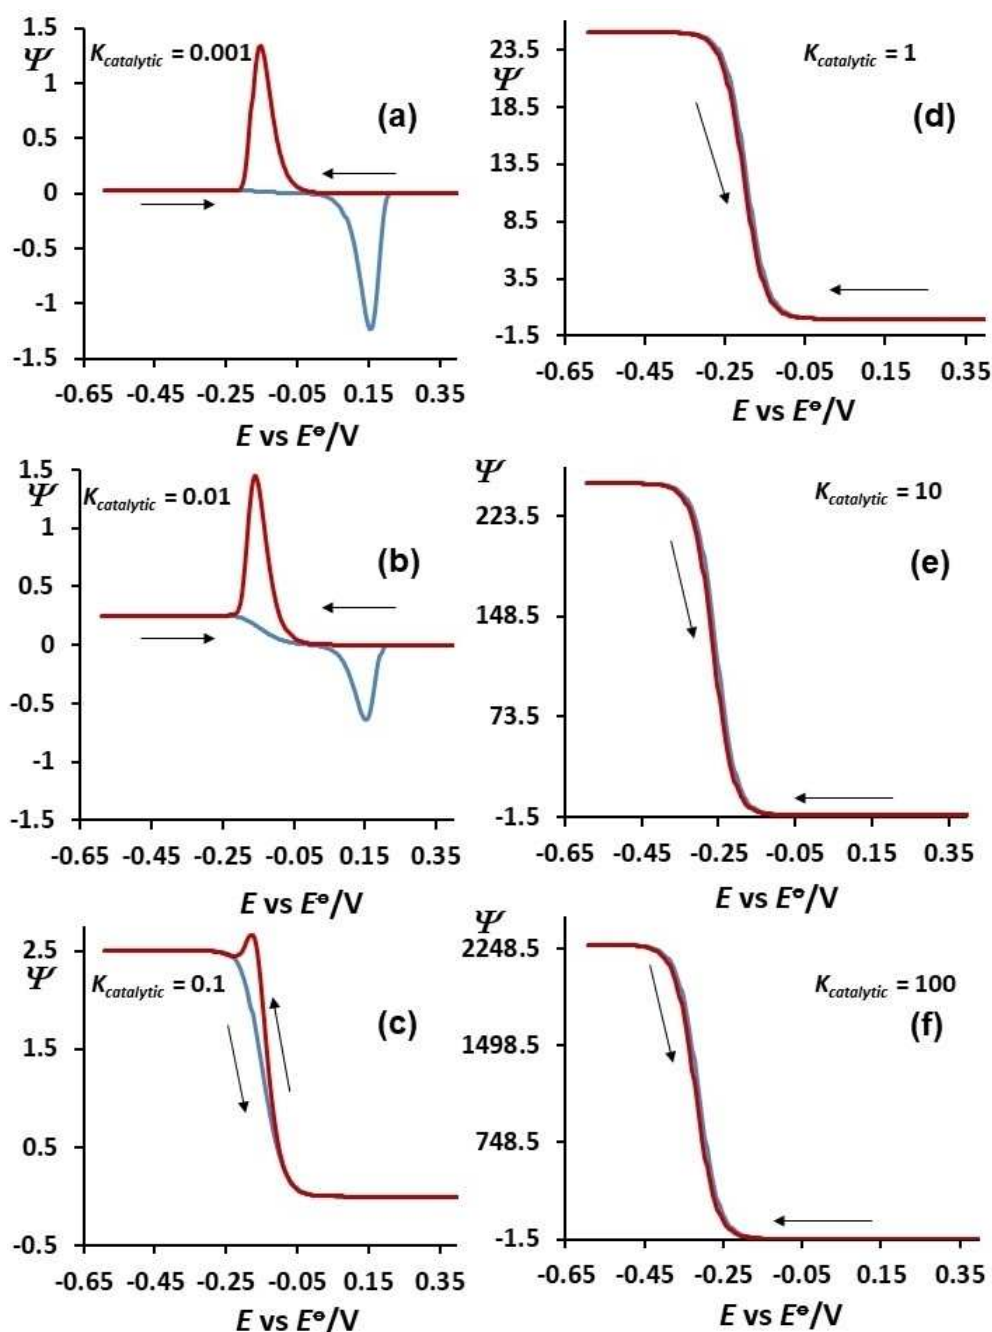 1.5
Ψ
K_catalytic = 0.001
1
(a)
0.5
0
-0.5
-1
-1.5
-0.65 -0.45 -0.25 -0.05 0.15 0.35
E vs E⊖/V
23.5
Ψ
K_catalytic = 1
18.5
(d)
13.5
8.5
3.5
-1.5
-0.65 -0.45 -0.25 -0.05 0.15 0.35
E vs E⊖/V
1.5
Ψ
K_catalytic = 0.01
1
(b)
0.5
0
-0.5
-1
-1.5
-0.65 -0.45 -0.25 -0.05 0.15 0.35
E vs E⊖/V
Ψ
K_catalytic = 10
223.5
(e)
148.5
73.5
-1.5
-0.65 -0.45 -0.25 -0.05 0.15 0.35
E vs E⊖/V
2.5
Ψ
K_catalytic = 0.1
(c)
1.5
0.5
-0.5
-0.65 -0.45 -0.25 -0.05 0.15 0.35
E vs E⊖/V
Ψ
2248.5
K_catalytic = 100
(f)
1498.5
748.5
-1.5
-0.65 -0.45 -0.25 -0.05 0.15 0.35
E vs E⊖/V